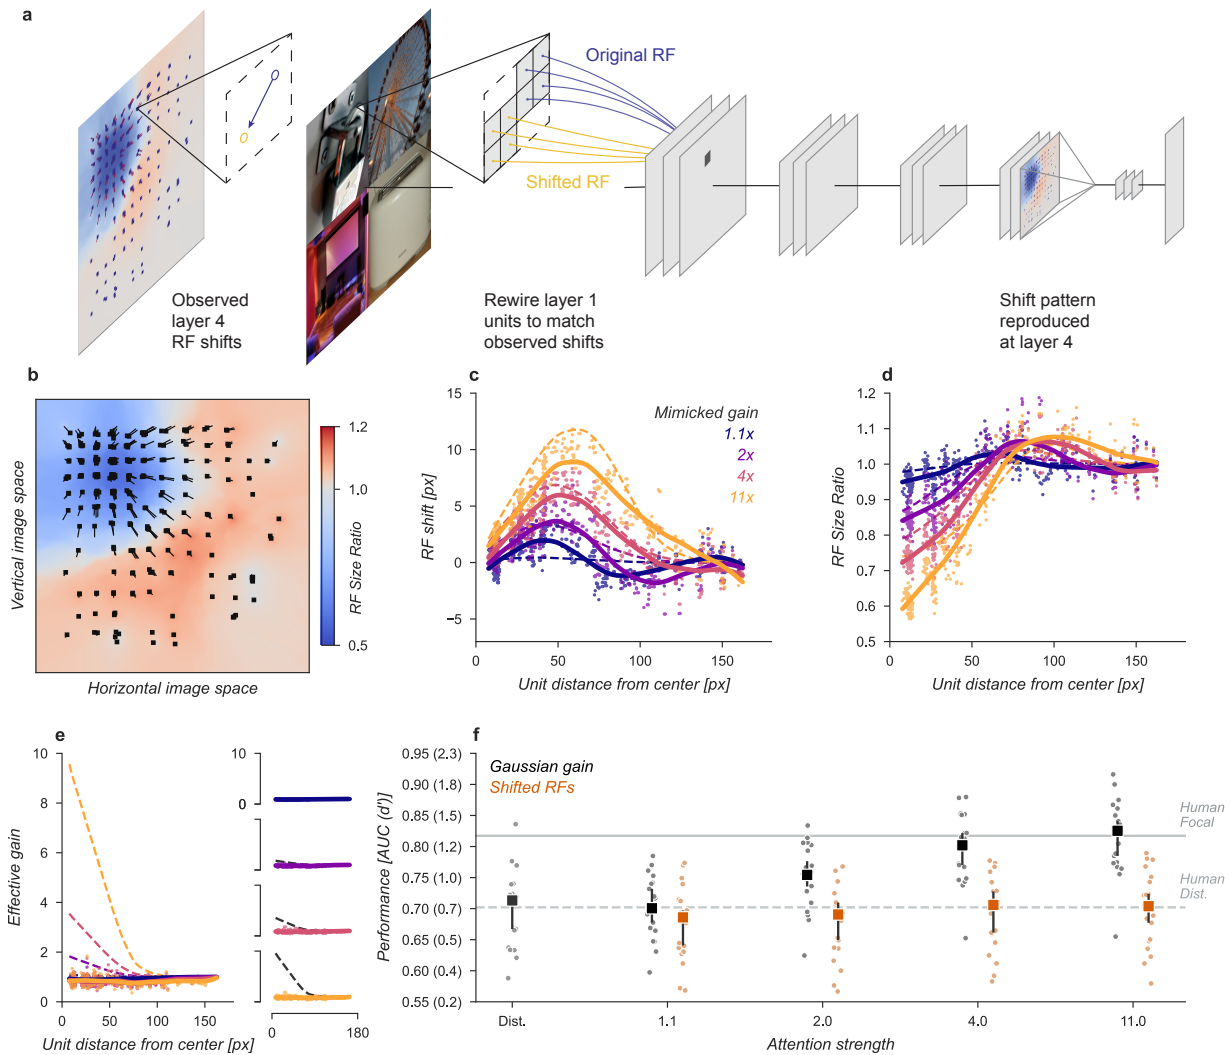 a
Original RF
Shifted RF
Observed
layer 4
RF shifts
Rewire layer 1
units to match
observed shifts
Shift pattern
reproduced
at layer 4
b
Vertical image space
Horizontal image space
1.2
1.0
0.5
RF Size Ratio
c
15
10
5
0
−5
RF shift [px]
Mimicked gain
1.1x
2x
4x
11x
0
50
100
150
Unit distance from center [px]
d
1.2
1.1
1.0
0.9
0.8
0.7
0.6
0.5
RF Size Ratio
0
50
100
150
Unit distance from center [px]
e
10
8
6
4
2
0
Effective gain
0
50
100
150
Unit distance from center [px]
10
0
0
180
f
0.95 (2.3)
0.90 (1.8)
0.85 (1.5)
0.80 (1.2)
0.75 (1.0)
0.70 (0.7)
0.65 (0.5)
0.60 (0.4)
0.55 (0.2)
Performance [AUC (d')]
Gaussian gain
Shifted RFs
Human
Focal
Human
Dist.
Dist.
1.1
2.0
4.0
11.0
Attention strength